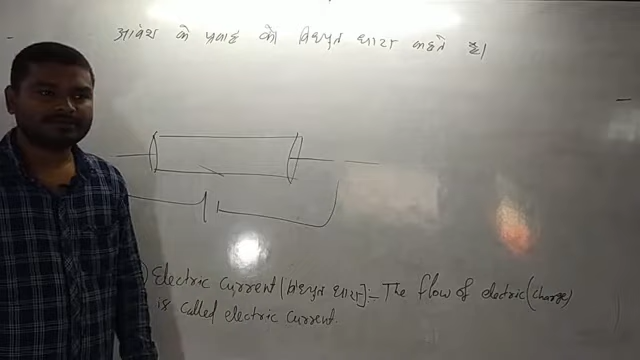 आवेश के प्रवाह को विधुत धारा कहते है।
) Electric Current (विधुत धारा]:- The flow of electric (charge)
is called electric current.